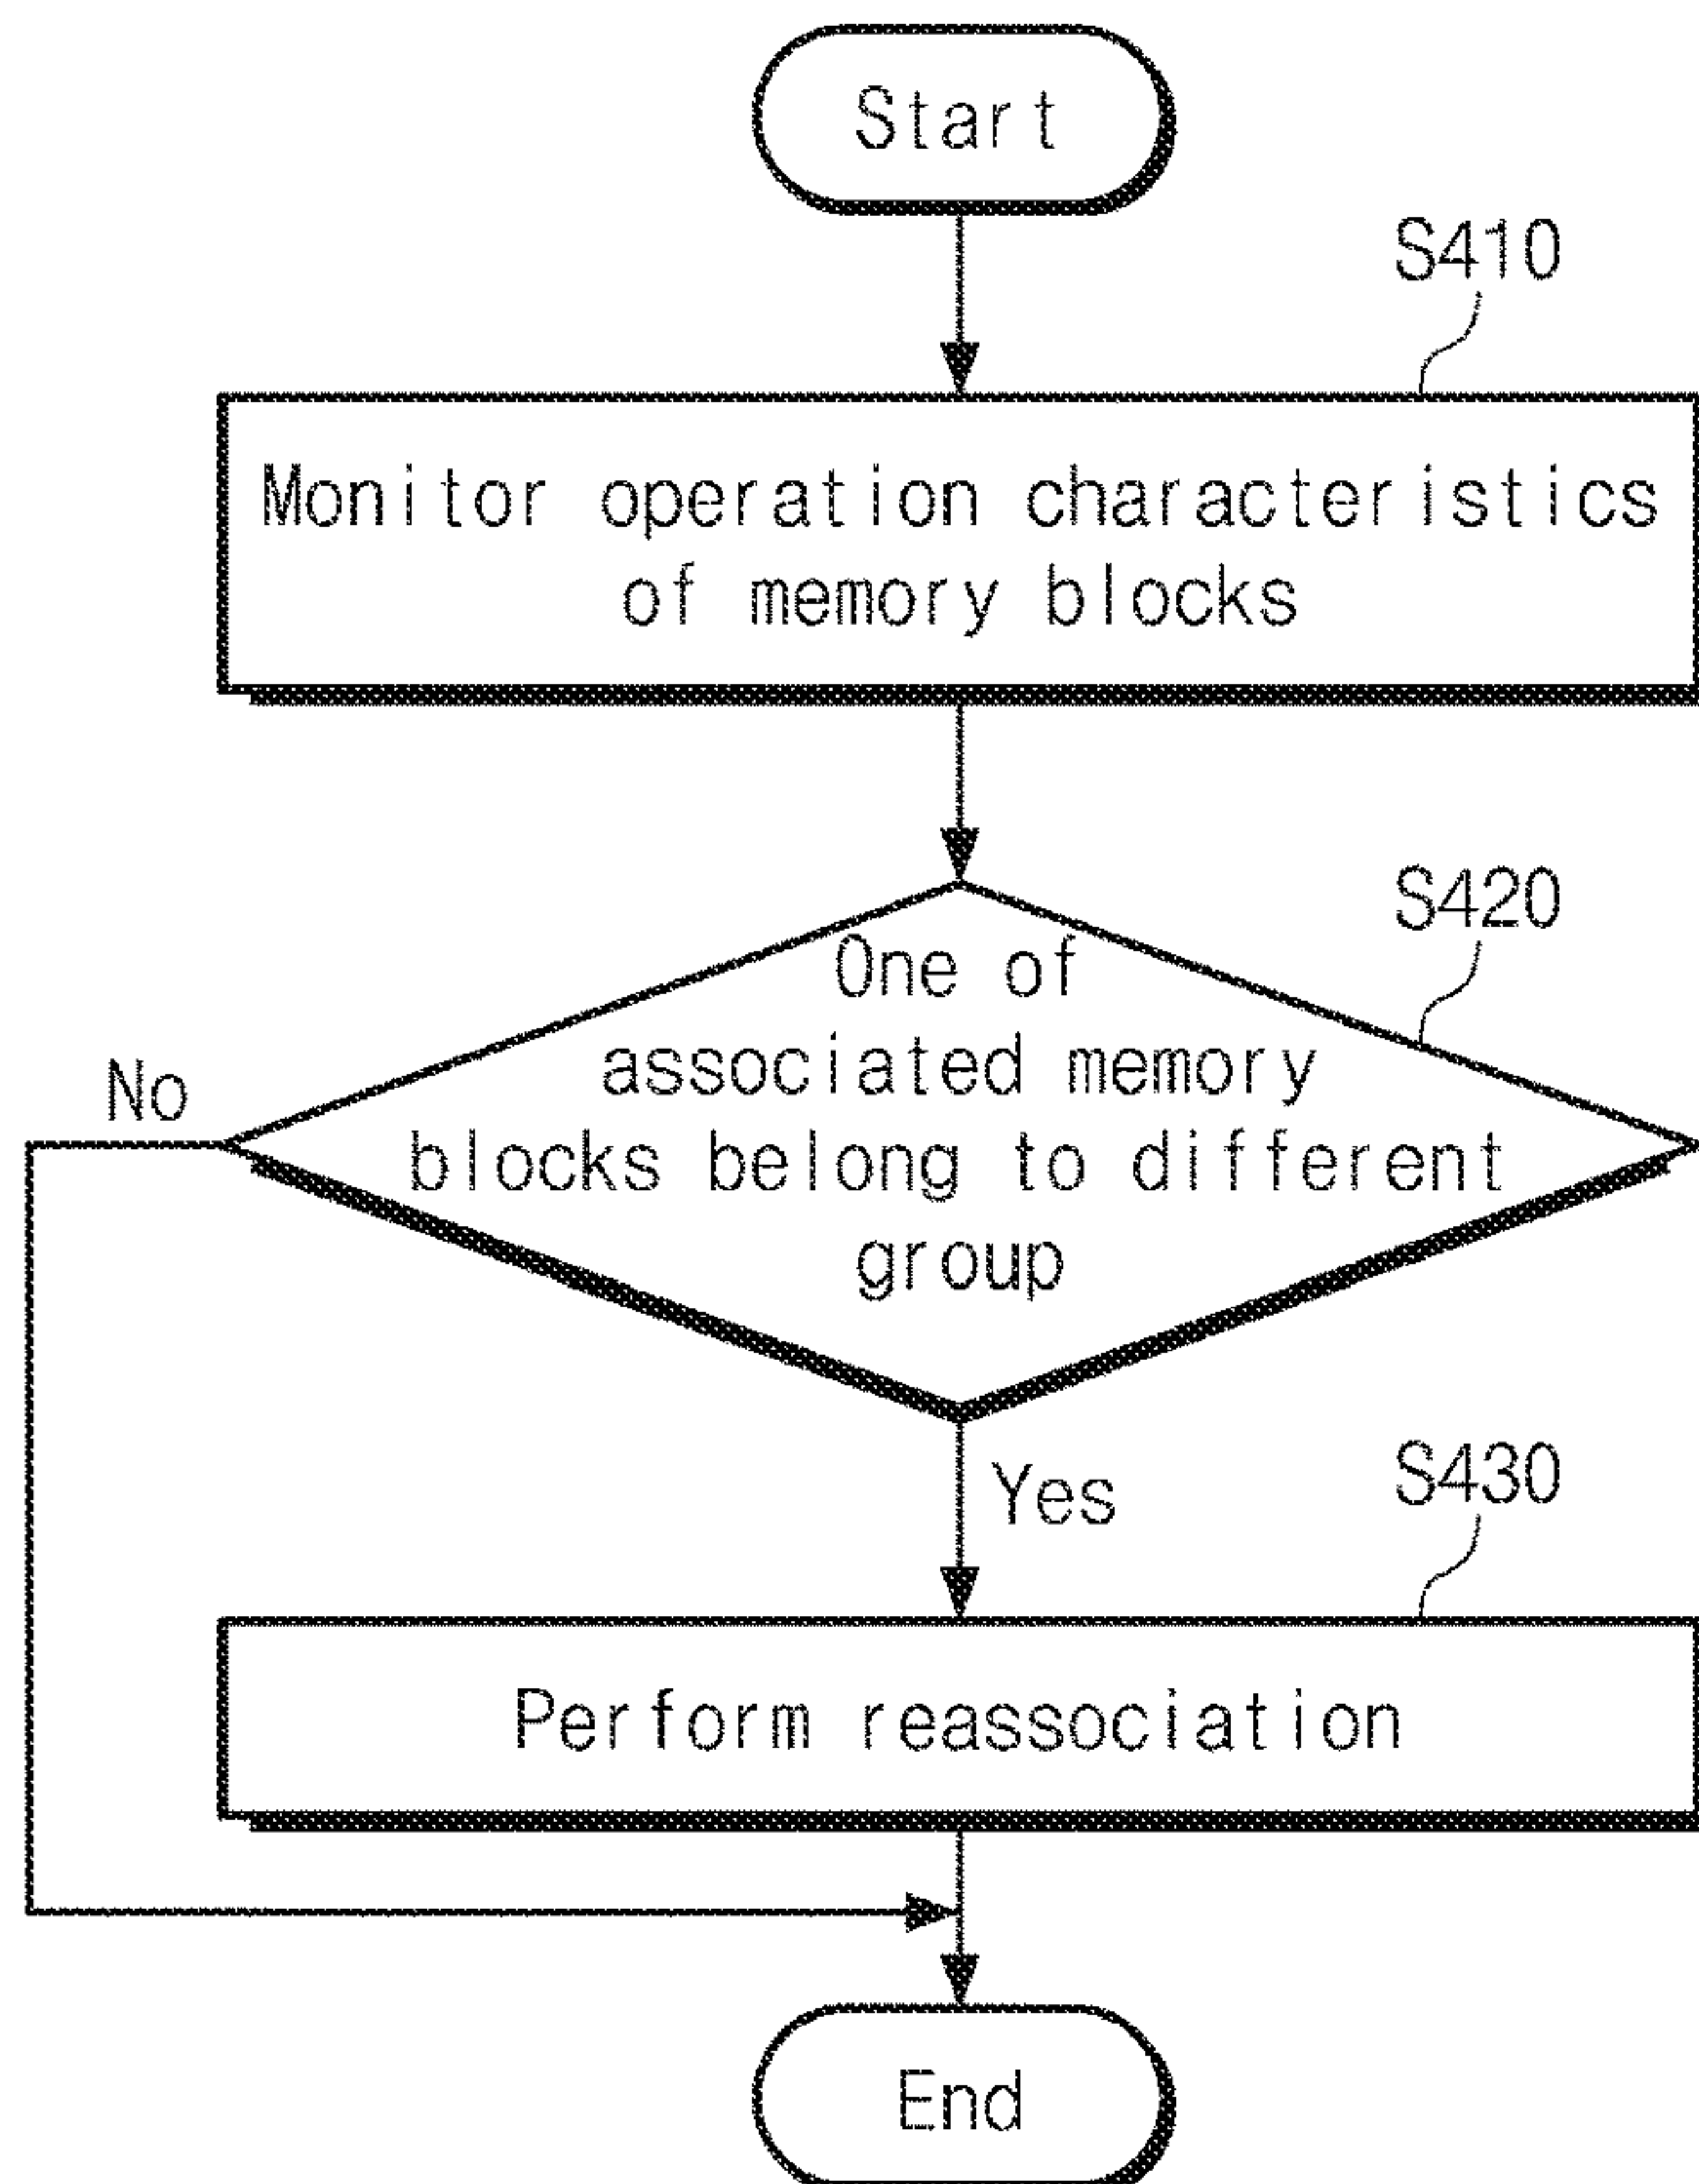 Start
S410
Monitor operation characteristics
of memory blocks
S420
One of
associated memory
blocks belong to different
group
No
Yes
S430
Perform reassociation
End